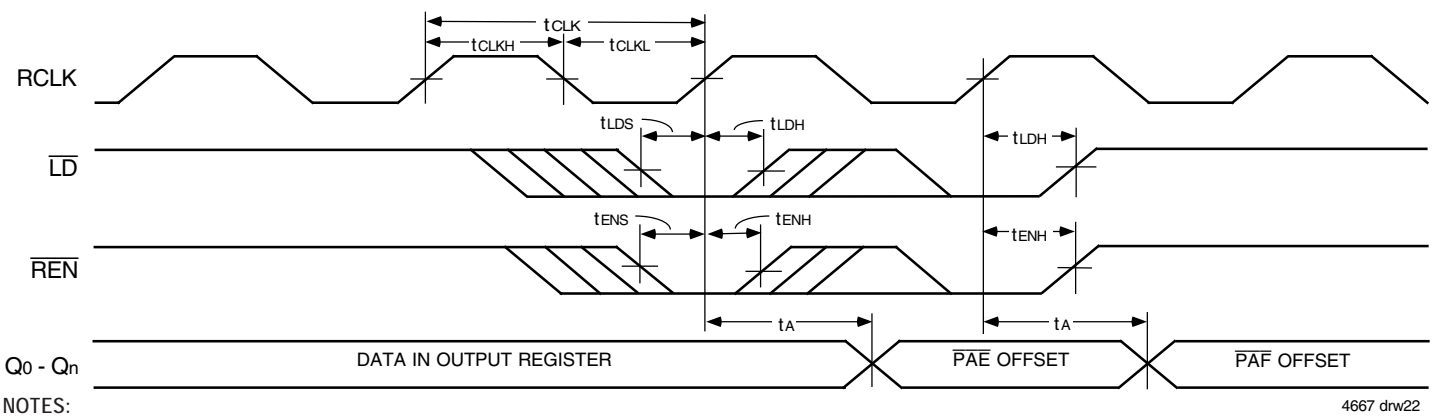 tCLK
tCLKH
tCLKL
RCLK
tLDS
tLDH
tLDH
LD
tENS
tENH
tENH
REN
tA
tA
Q0 - Qn
DATA IN OUTPUT REGISTER
PAE OFFSET
PAF OFFSET
NOTES:
4667 drw22